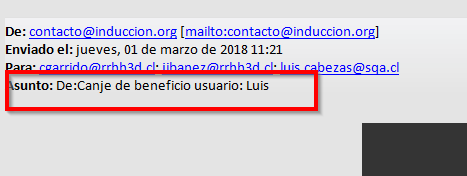 De: contacto@induccion.org [mailto:contacto@induccion.org]
Enviado el: jueves, 01 de marzo de 2018 11:21
Para: cgarrido@rrhh3d.cl; jibanez@rrhh3d.cl; luis.cabezas@sqa.cl
Asunto: De:Canje de beneficio usuario: Luis